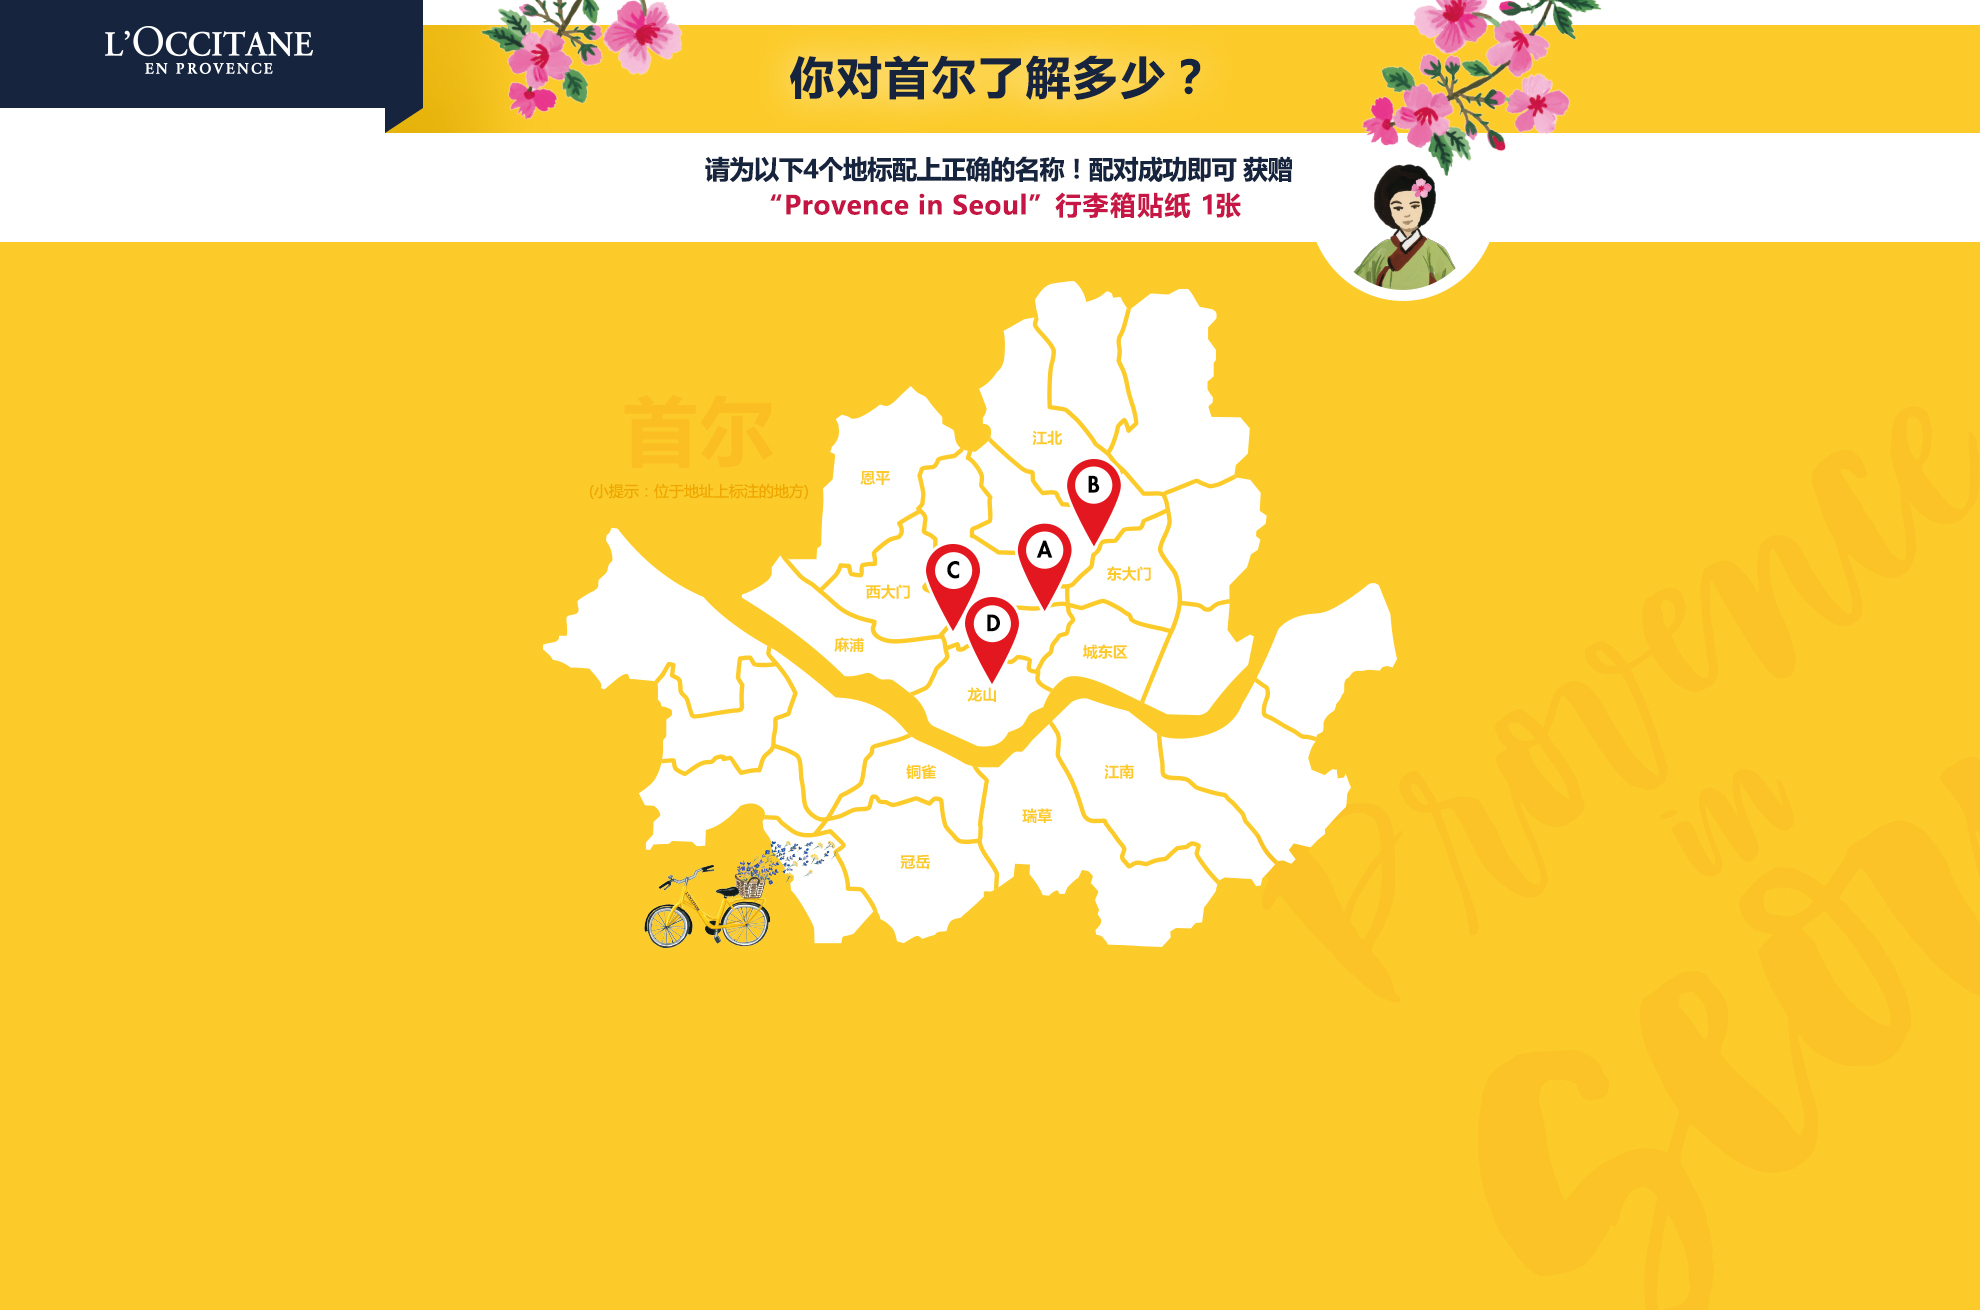 L'OCCITANE
EN PROVENCE
你对首尔了解多少？
请为以下4个地标配上正确的名称！配对成功即可 获赠
“Provence in Seoul” 行李箱贴纸 1张
首尔
(小提示：位于地址上标注的地方)
江北
恩平
B
A
C
东大门
西大门
D
麻浦
城东区
龙山
铜雀
江南
瑞草
冠岳
Provence
in
Seoul